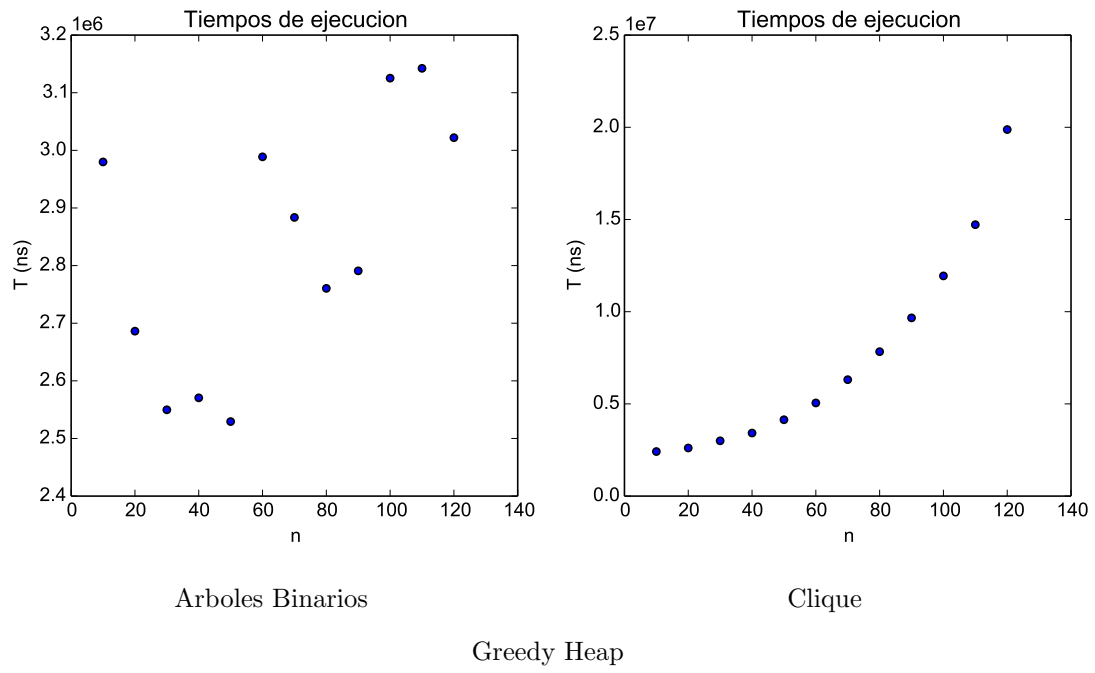 Tiempos de ejecucion
1e6
3.2
3.1
3.0
2.9
2.8
2.7
2.6
2.5
2.4
T (ns)
0 20 40 60 80 100 120 140
n
Arboles Binarios
Tiempos de ejecucion
1e7
2.5
2.0
1.5
1.0
0.5
0.0
T (ns)
0 20 40 60 80 100 120 140
n
Clique
Greedy Heap